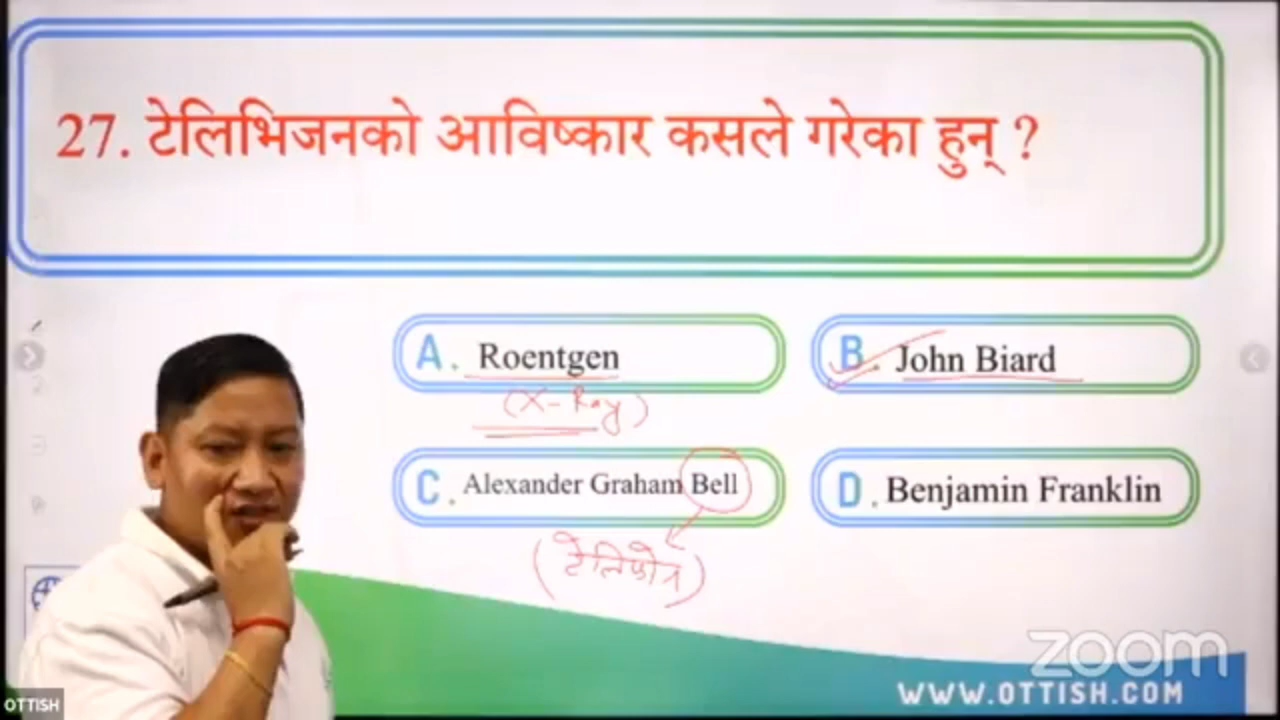 27. टेलिभिजनको आविष्कार कसले गरेका हुन् ?
A. Roentgen
(X-Ray)
B. John Biard
C. Alexander Graham Bell
(टेलिफोन)
D. Benjamin Franklin
zoom
WWW.OTTISH.COM
OTTISH